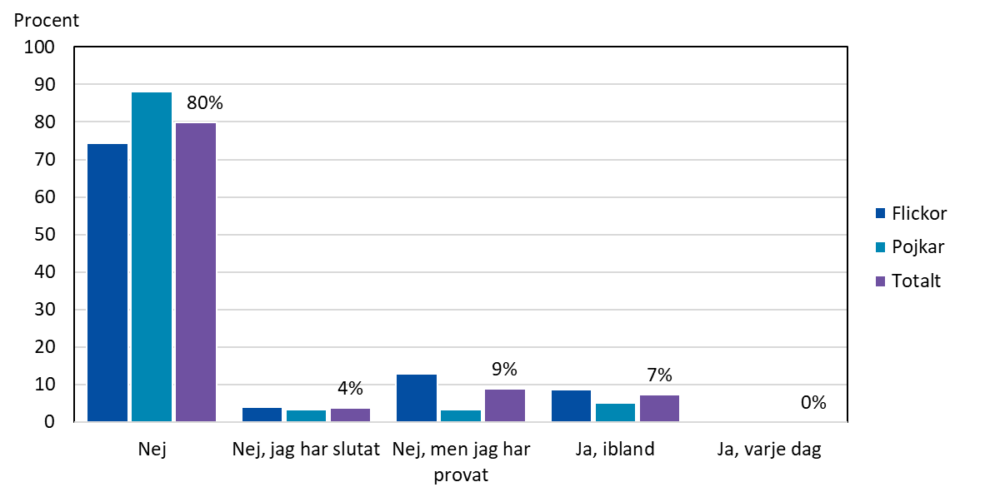 Procent
100
90
80
70
60
50
40
30
20
10
0
80%
4%
9%
7%
0%
Nej
Nej, jag har slutat
Nej, men jag har
provat
Ja, ibland
Ja, varje dag
Flickor
Pojkar
Totalt